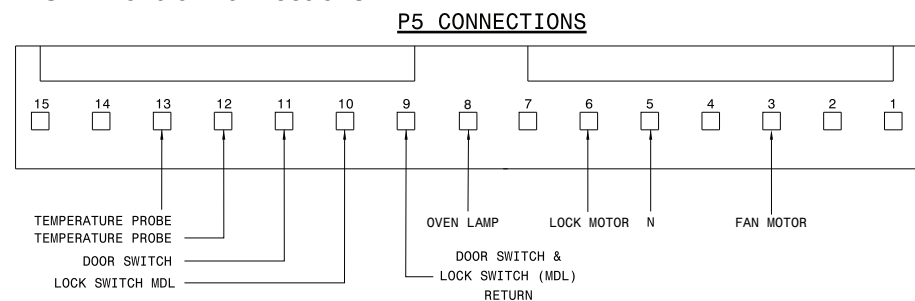 P5 CONNECTIONS
15 14 13 12 11 10 9 8 7 6 5 4 3 2 1
TEMPERATURE PROBE
TEMPERATURE PROBE
DOOR SWITCH
LOCK SWITCH MDL
DOOR SWITCH &
LOCK SWITCH (MDL)
RETURN
OVEN LAMP
LOCK MOTOR
N
FAN MOTOR